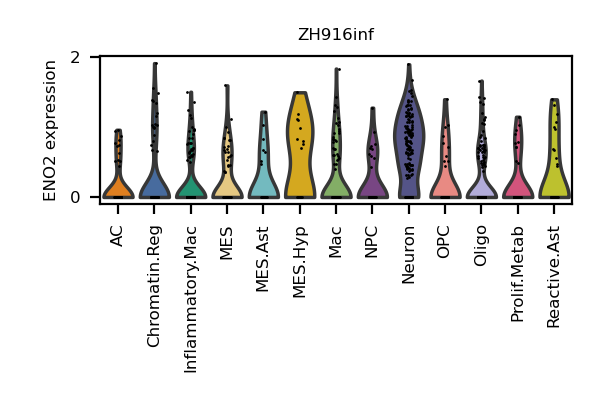 ZH916inf
ENO2 expression
2
0
AC
Chromatin.Reg
Inflammatory.Mac
MES
MES.Ast
MES.Hyp
Mac
NPC
Neuron
OPC
Oligo
Prolif.Metab
Reactive.Ast